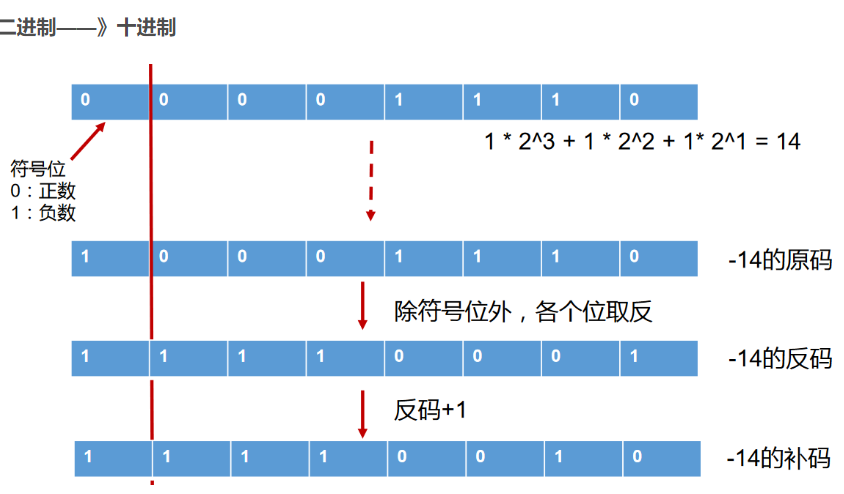 二进制——》十进制
0 0 0 0 1 1 1 0
1 * 2^3 + 1 * 2^2 + 1* 2^1 = 14
符号位
0：正数
1：负数
1 0 0 0 1 1 1 0 -14的原码
除符号位外，各个位取反
1 1 1 1 0 0 0 1 -14的反码
反码+1
1 1 1 1 0 0 1 0 -14的补码